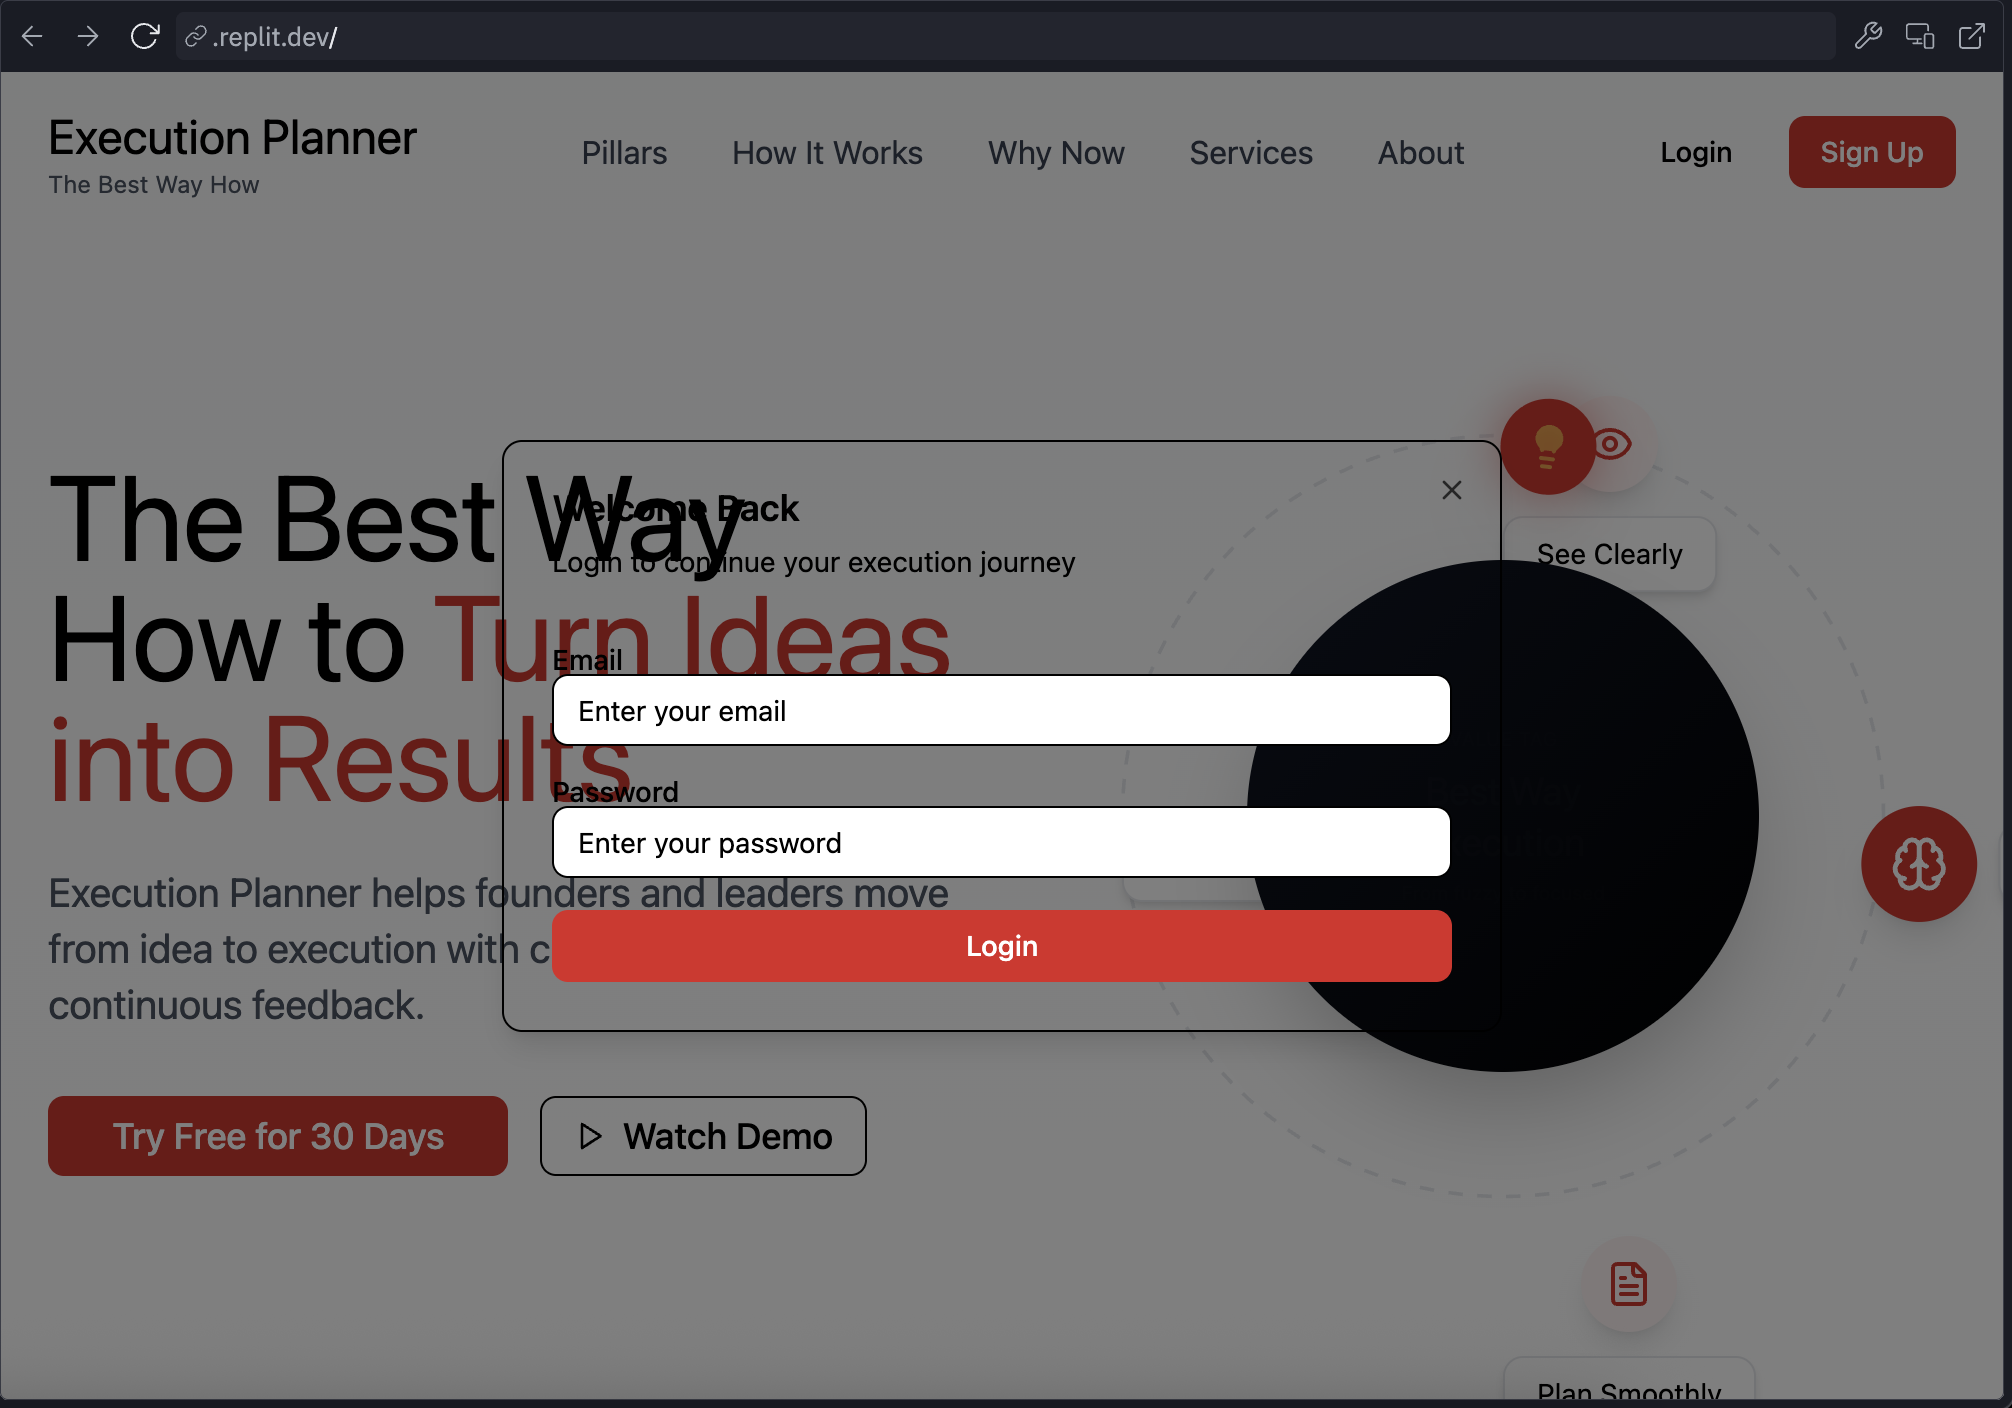 .replit.dev/
Execution Planner
The Best Way How
Pillars
How It Works
Why Now
Services
About
Login
Sign Up
The Best Way
How to Turn Ideas
into Results
Execution Planner helps founders and leaders move
from idea to execution with c
continuous feedback.
Try Free for 30 Days
Watch Demo
Welcome Back
Login to continue your execution journey
Email
Enter your email
Password
Enter your password
Login
See Clearly
Best Way
Plan Smoothly